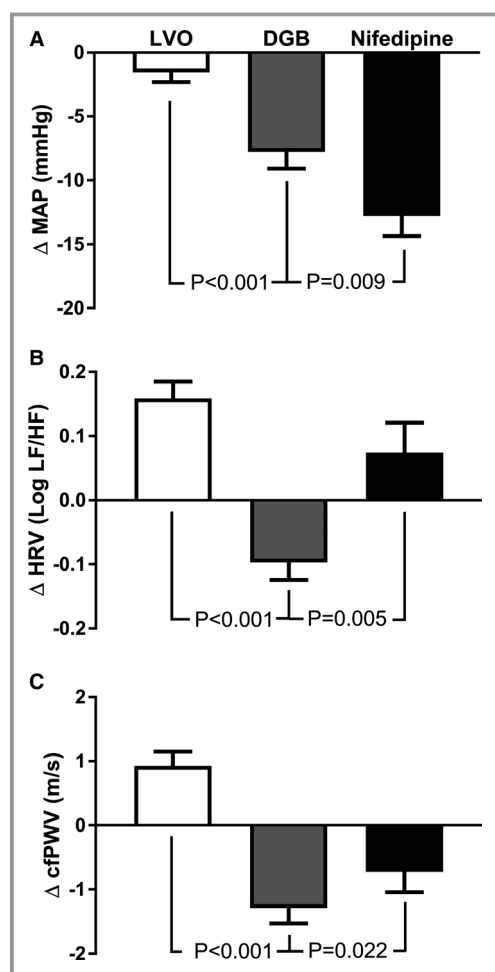 A
LVO DGB Nifedipine
0
-5
-10
-15
-20
Δ MAP (mmHg)
P<0.001 P=0.009
B
0.2
0.1
0.0
-0.1
-0.2
Δ HRV (Log LF/HF)
P<0.001 P=0.005
C
2
1
0
-1
-2
Δ cfPWV (m/s)
P<0.001 P=0.022